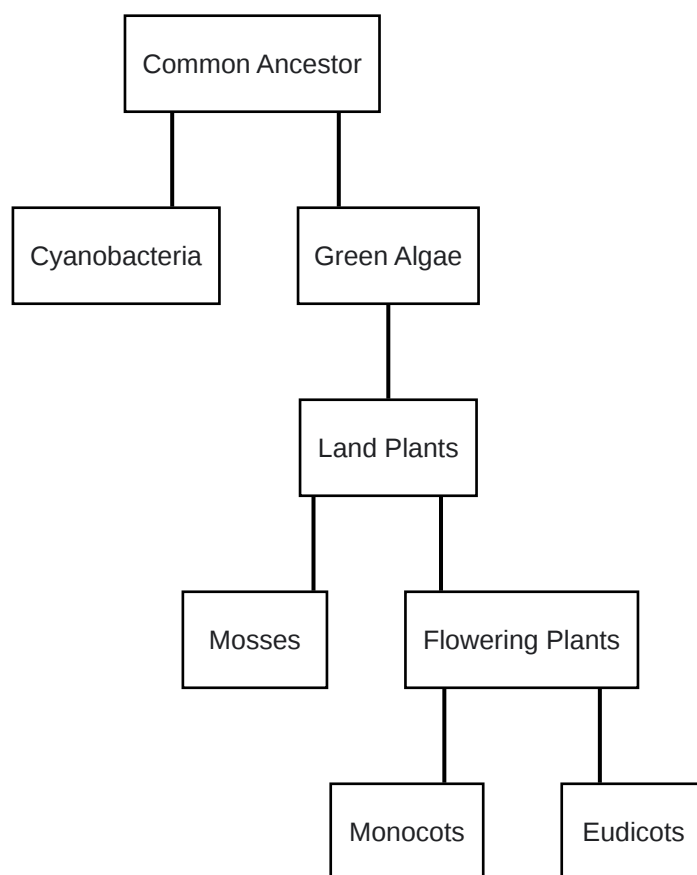 Common Ancestor
Cyanobacteria
Green Algae
Land Plants
Mosses
Flowering Plants
Monocots
Eudicots